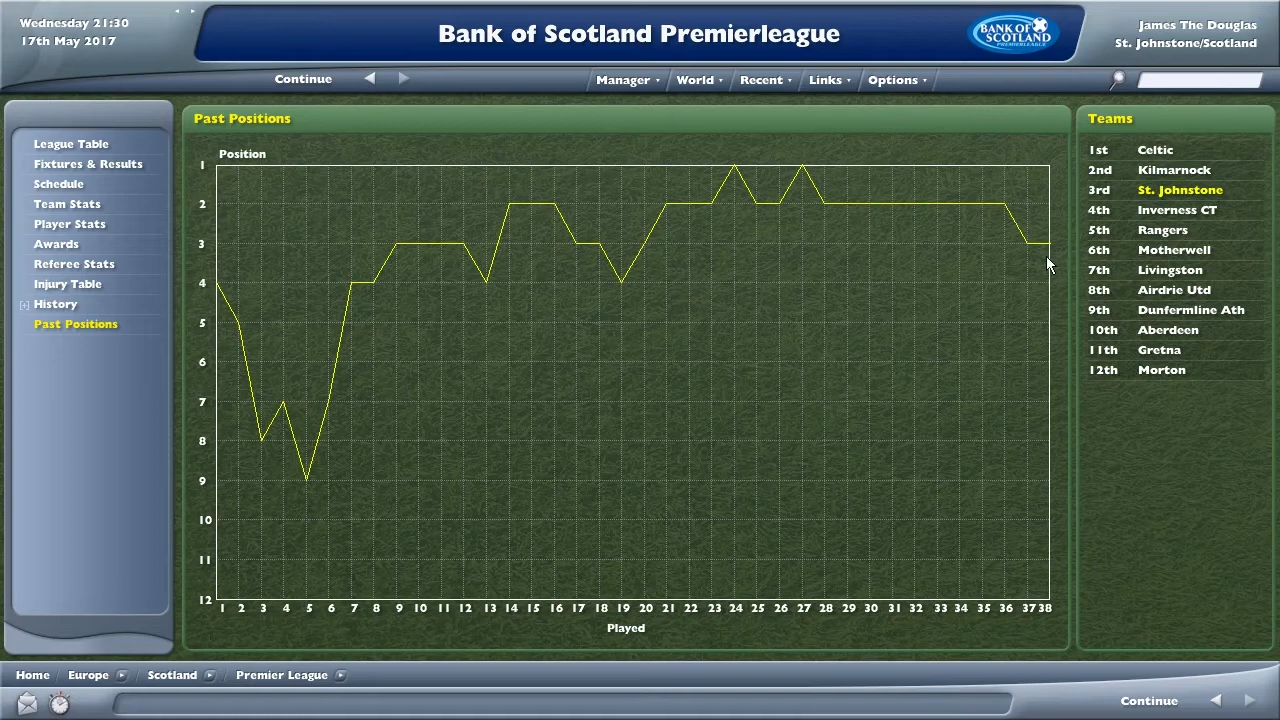 Wednesday 21:30
17th May 2017
Bank of Scotland Premierleague
BANK OF
SCOTLAND
PREMIERLEAGUE
James The Douglas
St. Johnstone/Scotland
Continue
Manager
World
Recent
Links
Options
League Table
Fixtures & Results
Schedule
Team Stats
Player Stats
Awards
Referee Stats
Injury Table
History
Past Positions
Past Positions
Position
1
2
3
4
5
6
7
8
9
10
11
12
1 2 3 4 5 6 7 8 9 10 11 12 13 14 15 16 17 18 19 20 21 22 23 24 25 26 27 28 29 30 31 32 33 34 35 36 37 38
Played
Teams
1st Celtic
2nd Kilmarnock
3rd St. Johnstone
4th Inverness CT
5th Rangers
6th Motherwell
7th Livingston
8th Airdrie Utd
9th Dunfermline Ath
10th Aberdeen
11th Gretna
12th Morton
Home
Europe
Scotland
Premier League
Continue